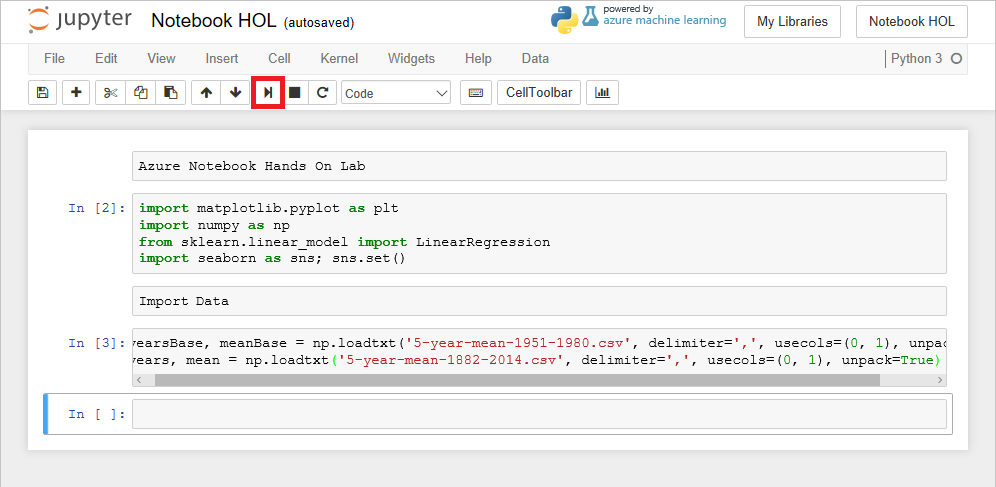 jupyter Notebook HOL (autosaved)
powered by
azure machine learning
My Libraries
Notebook HOL
File Edit View Insert Cell Kernel Widgets Help Data
Python 3
Code
CellToolbar
Azure Notebook Hands On Lab
In [2]: import matplotlib.pyplot as plt
import numpy as np
from sklearn.linear_model import LinearRegression
import seaborn as sns; sns.set()
Import Data
In [3]: yearsBase, meanBase = np.loadtxt('5-year-mean-1951-1980.csv', delimiter=',', usecols=(0, 1), unpac
years, mean = np.loadtxt('5-year-mean-1882-2014.csv', delimiter=',', usecols=(0, 1), unpack=True)
In [ ]: